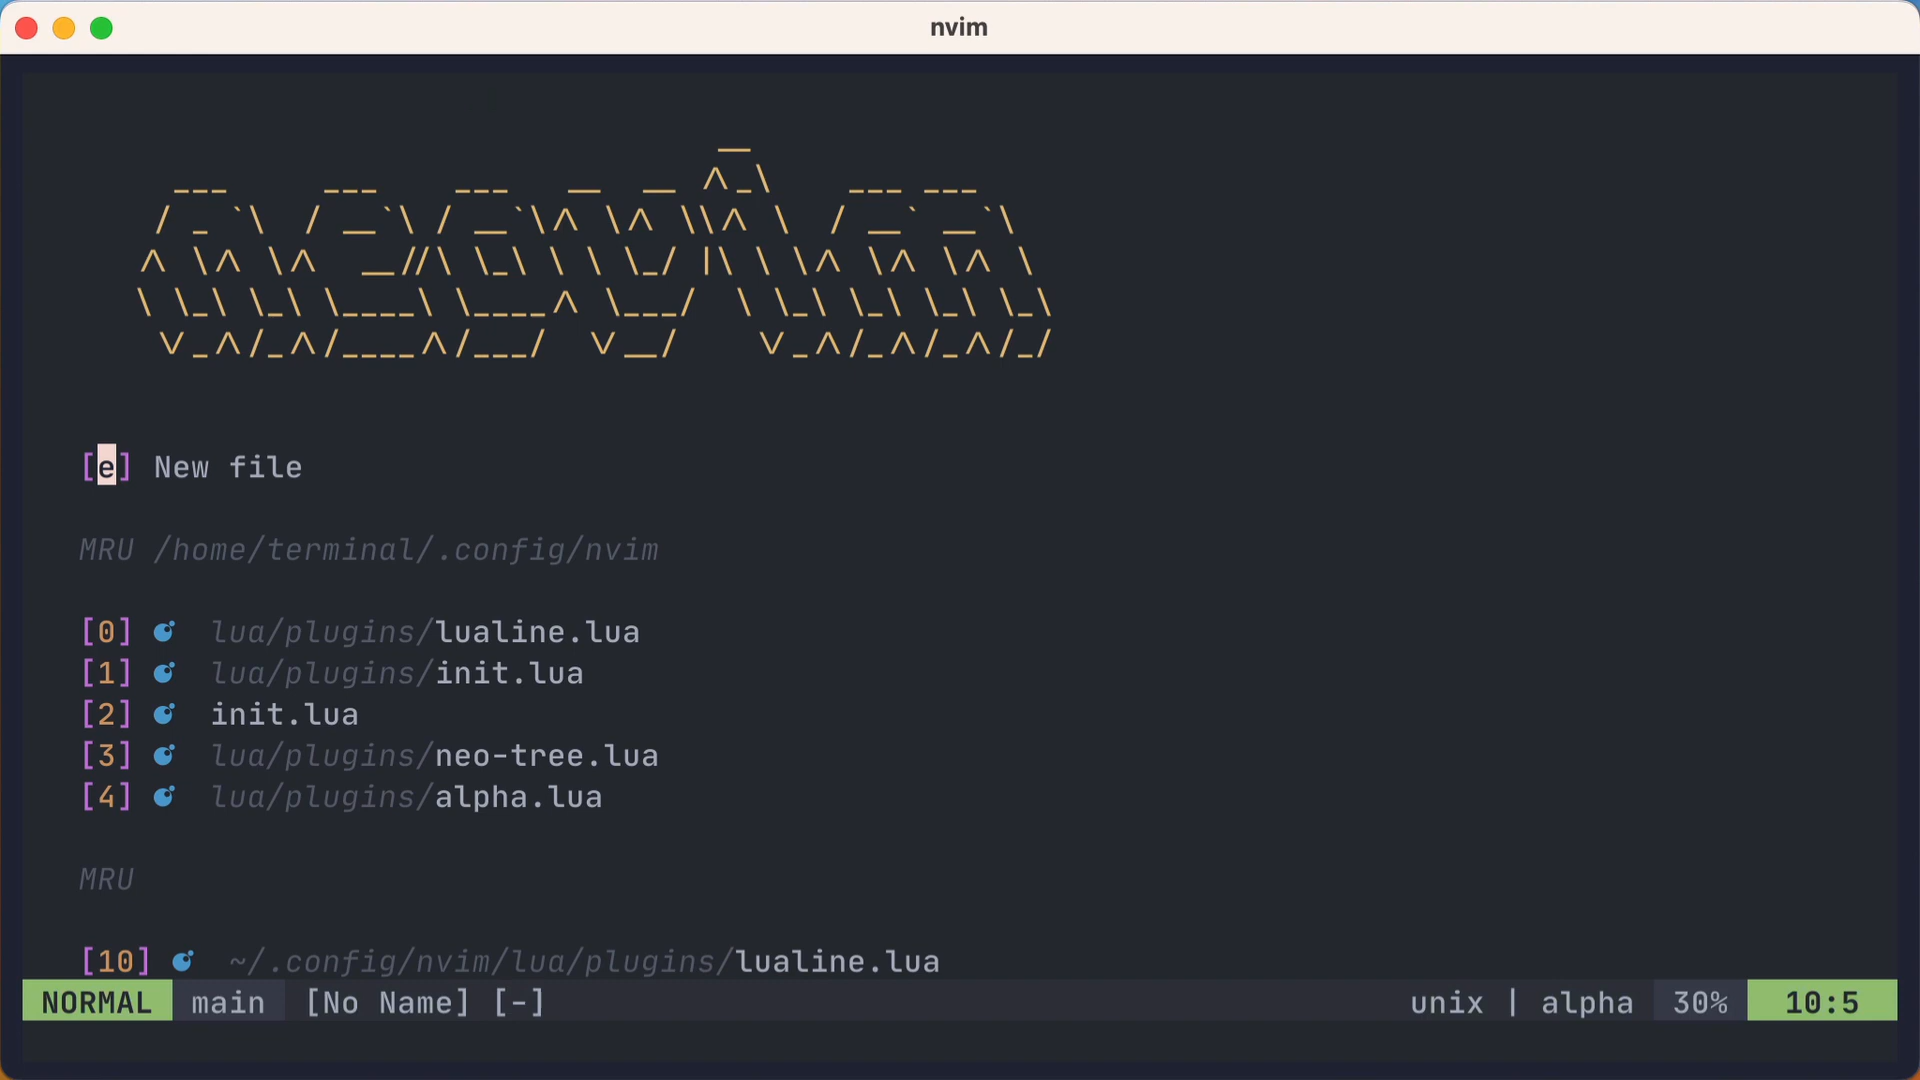 nvim
[e] New file
MRU /home/terminal/.config/nvim
[0] lua/plugins/lualine.lua
[1] lua/plugins/init.lua
[2] init.lua
[3] lua/plugins/neo-tree.lua
[4] lua/plugins/alpha.lua
MRU
[10] ~/.config/nvim/lua/plugins/lualine.lua
NORMAL main [No Name] [-] unix | alpha 30% 10:5